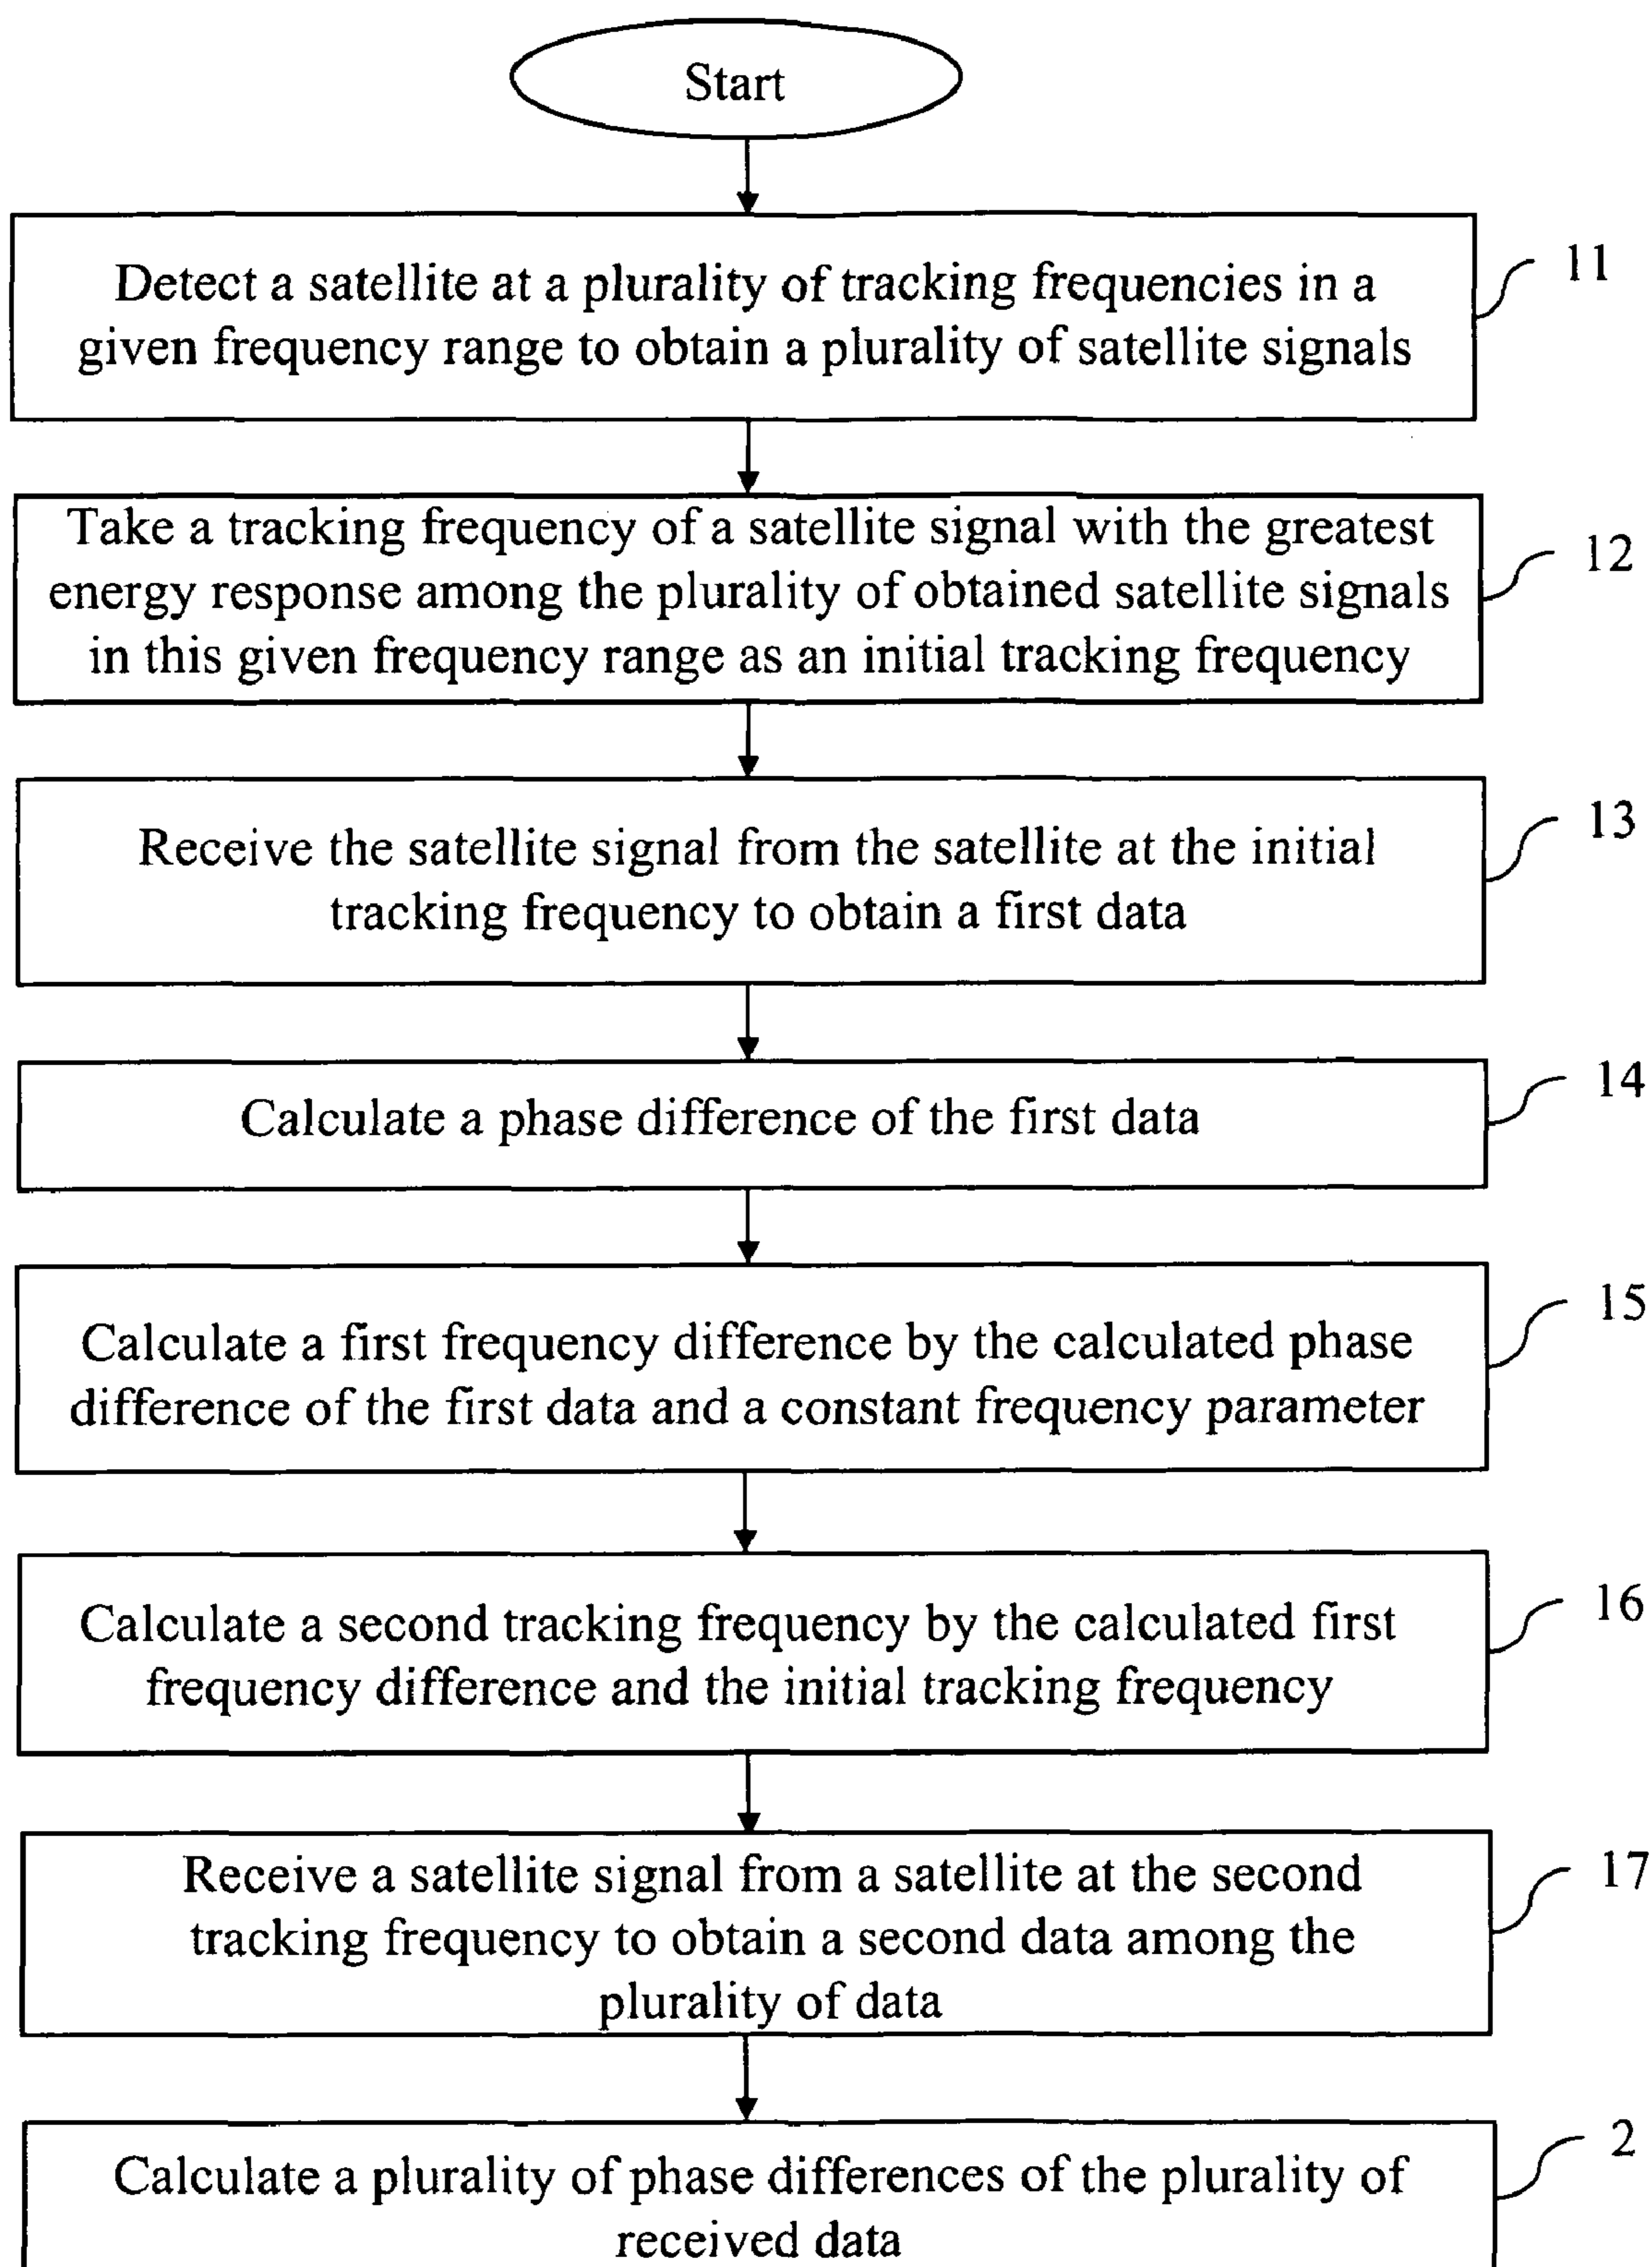 Start
Detect a satellite at a plurality of tracking frequencies in a
given frequency range to obtain a plurality of satellite signals
11
Take a tracking frequency of a satellite signal with the greatest
energy response among the plurality of obtained satellite signals
in this given frequency range as an initial tracking frequency
12
Receive the satellite signal from the satellite at the initial
tracking frequency to obtain a first data
13
Calculate a phase difference of the first data
14
Calculate a first frequency difference by the calculated phase
difference of the first data and a constant frequency parameter
15
Calculate a second tracking frequency by the calculated first
frequency difference and the initial tracking frequency
16
Receive a satellite signal from a satellite at the second
tracking frequency to obtain a second data among the
plurality of data
17
Calculate a plurality of phase differences of the plurality of
received data
2